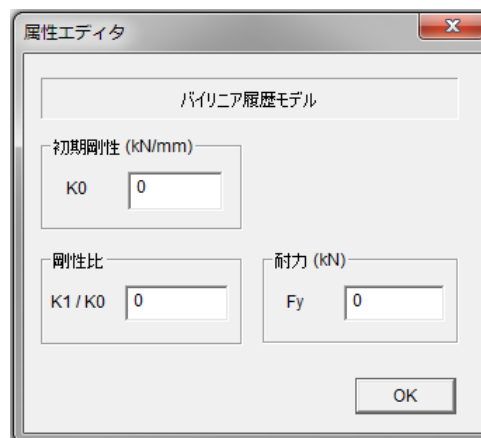 属性エディタ
バイリニア履歴モデル
初期剛性 (kN/mm)
K0 0
剛性比
K1 / K0 0
耐力 (kN)
Fy 0
OK